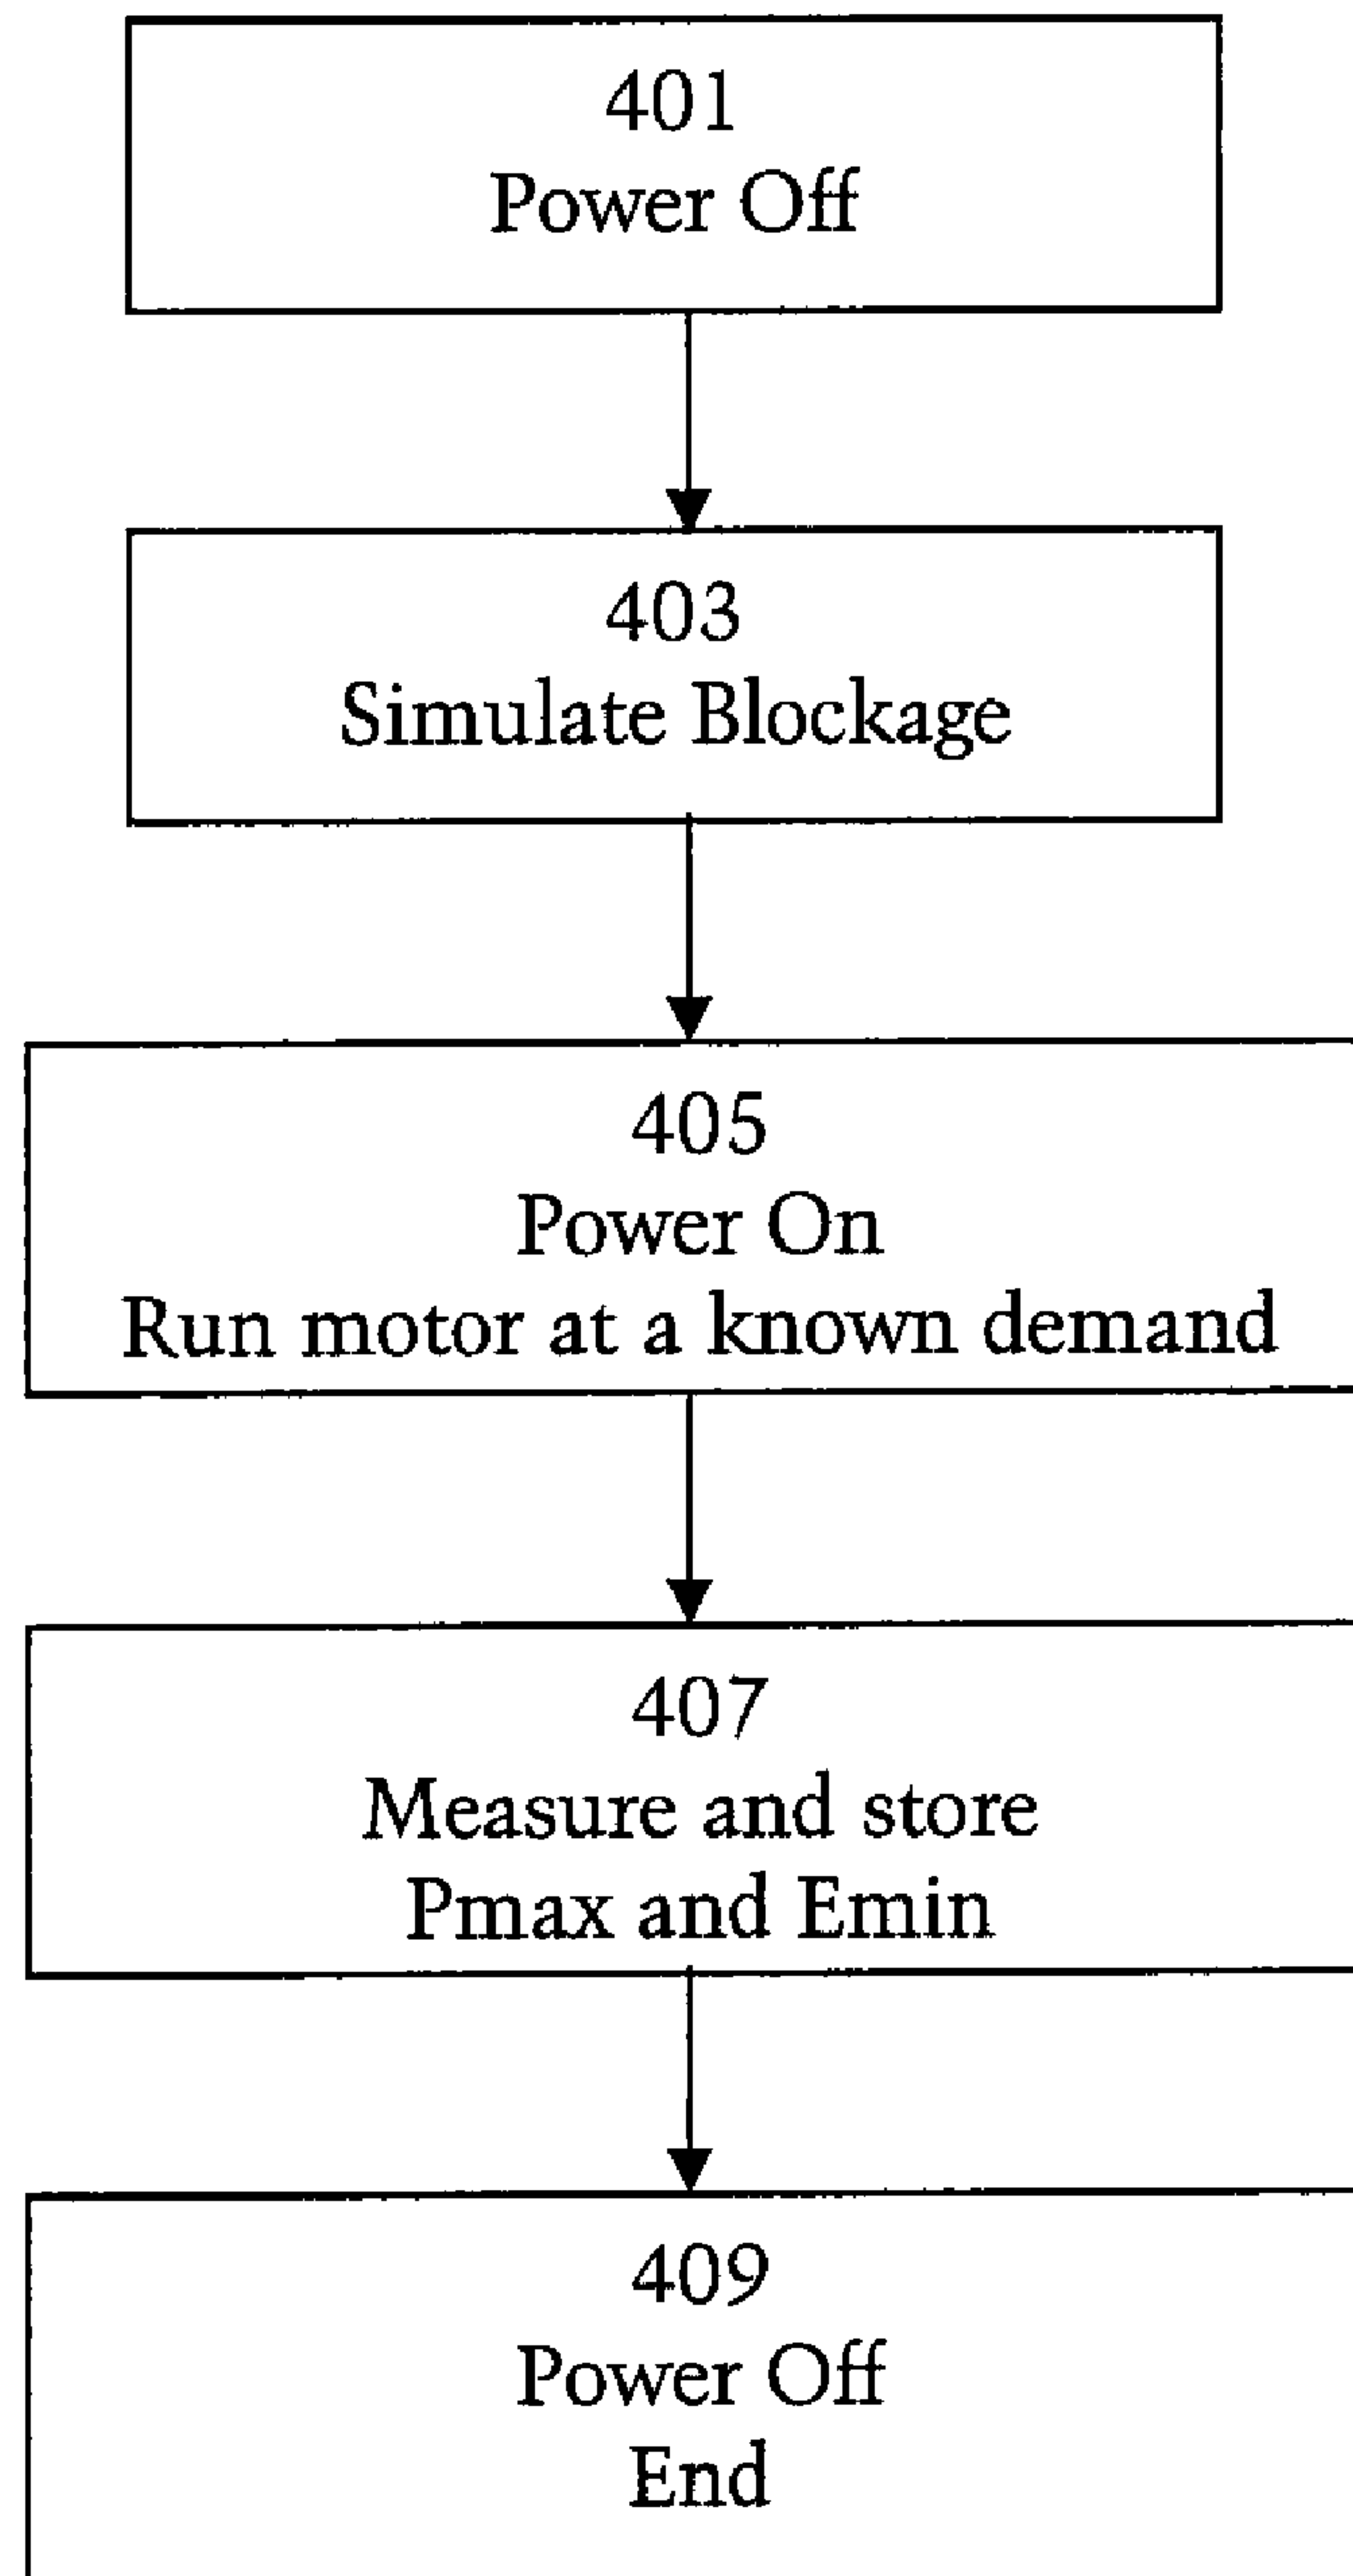 401
Power Off
403
Simulate Blockage
405
Power On
Run motor at a known demand
407
Measure and store
Pmax and Emin
409
Power Off
End